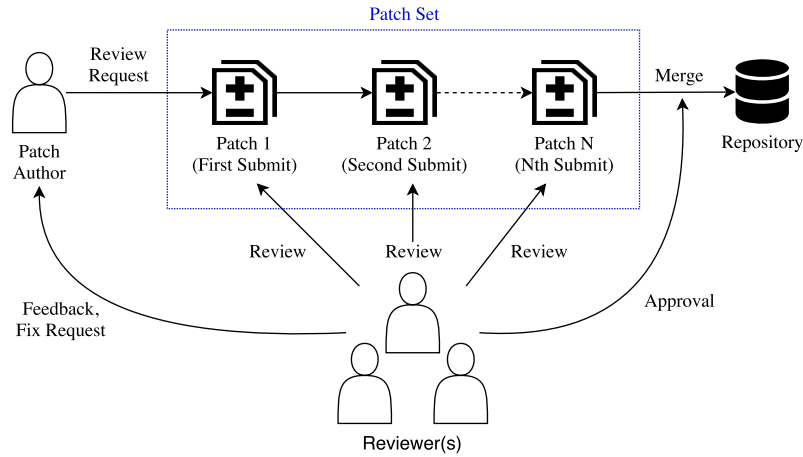 Patch Set
Review
Request
Merge
Patch
Author
Patch 1
(First Submit)
Patch 2
(Second Submit)
Patch N
(Nth Submit)
Repository
Review
Review
Review
Feedback,
Fix Request
Approval
Reviewer(s)